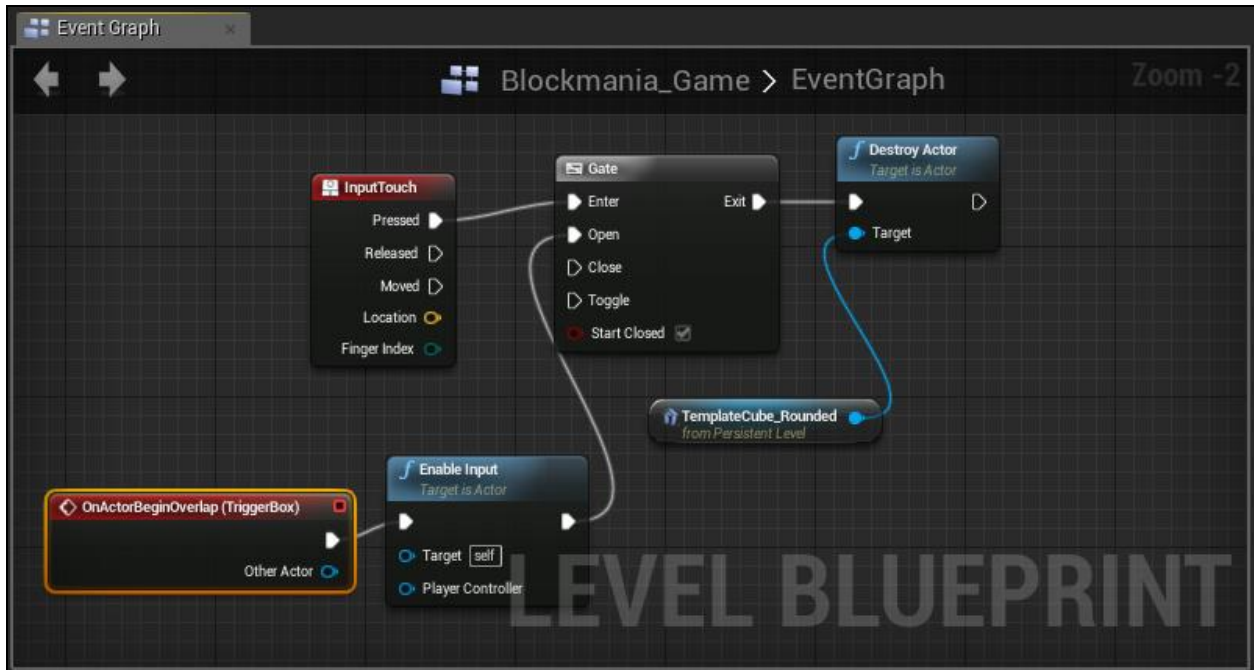 Event Graph
Blockmania_Game > EventGraph
Zoom -2
InputTouch
Pressed
Released
Moved
Location
Finger Index
Gate
Enter
Exit
Open
Close
Toggle
Start Closed
Destroy Actor
Target is Actor
Target
TemplateCube_Rounded
from Persistent Level
Enable Input
Target is Actor
Target self
Player Controller
OnActorBeginOverlap (TriggerBox)
Other Actor
LEVEL BLUEPRINT